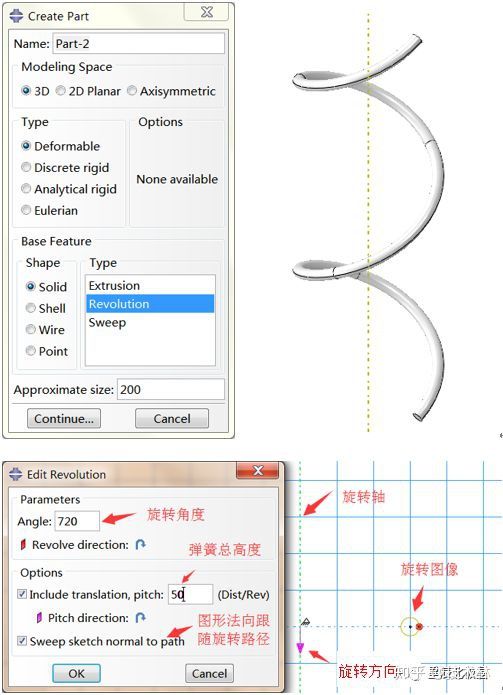 Create Part
Name: Part-2
Modeling Space
3D 2D Planar Axisymmetric
Type
Deformable
Discrete rigid
Analytical rigid
Eulerian
Options
None available
Base Feature
Shape
Solid
Shell
Wire
Point
Type
Extrusion
Revolution
Sweep
Approximate size: 200
Continue... Cancel
Edit Revolution
Parameters
Angle: 720
旋转角度
Revolve direction:
弹簧总高度
Options
Include translation, pitch: 50 (Dist/Rev)
Pitch direction:
图形法向跟
随旋转路径
Sweep sketch normal to path
OK Cancel
旋转轴
旋转图像
旋转方向
知乎